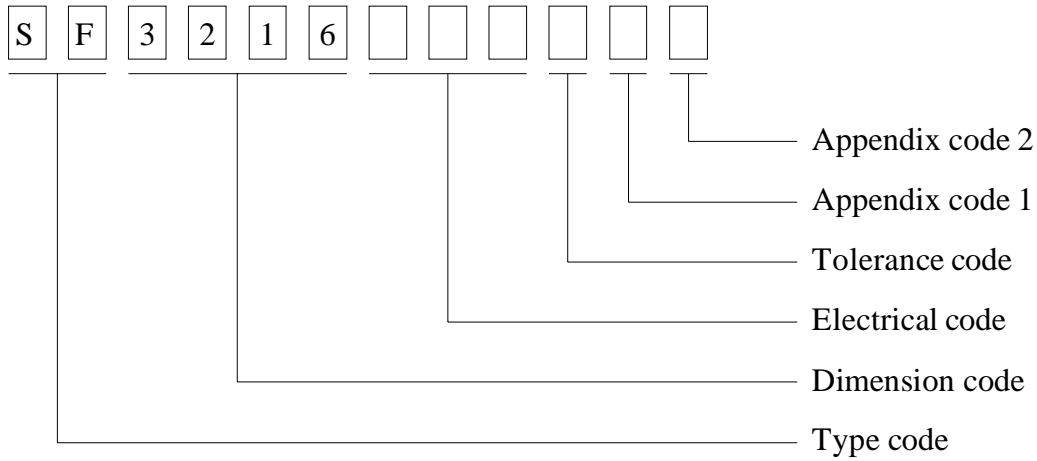 S F 3 2 1 6
Appendix code 2
Appendix code 1
Tolerance code
Electrical code
Dimension code
Type code